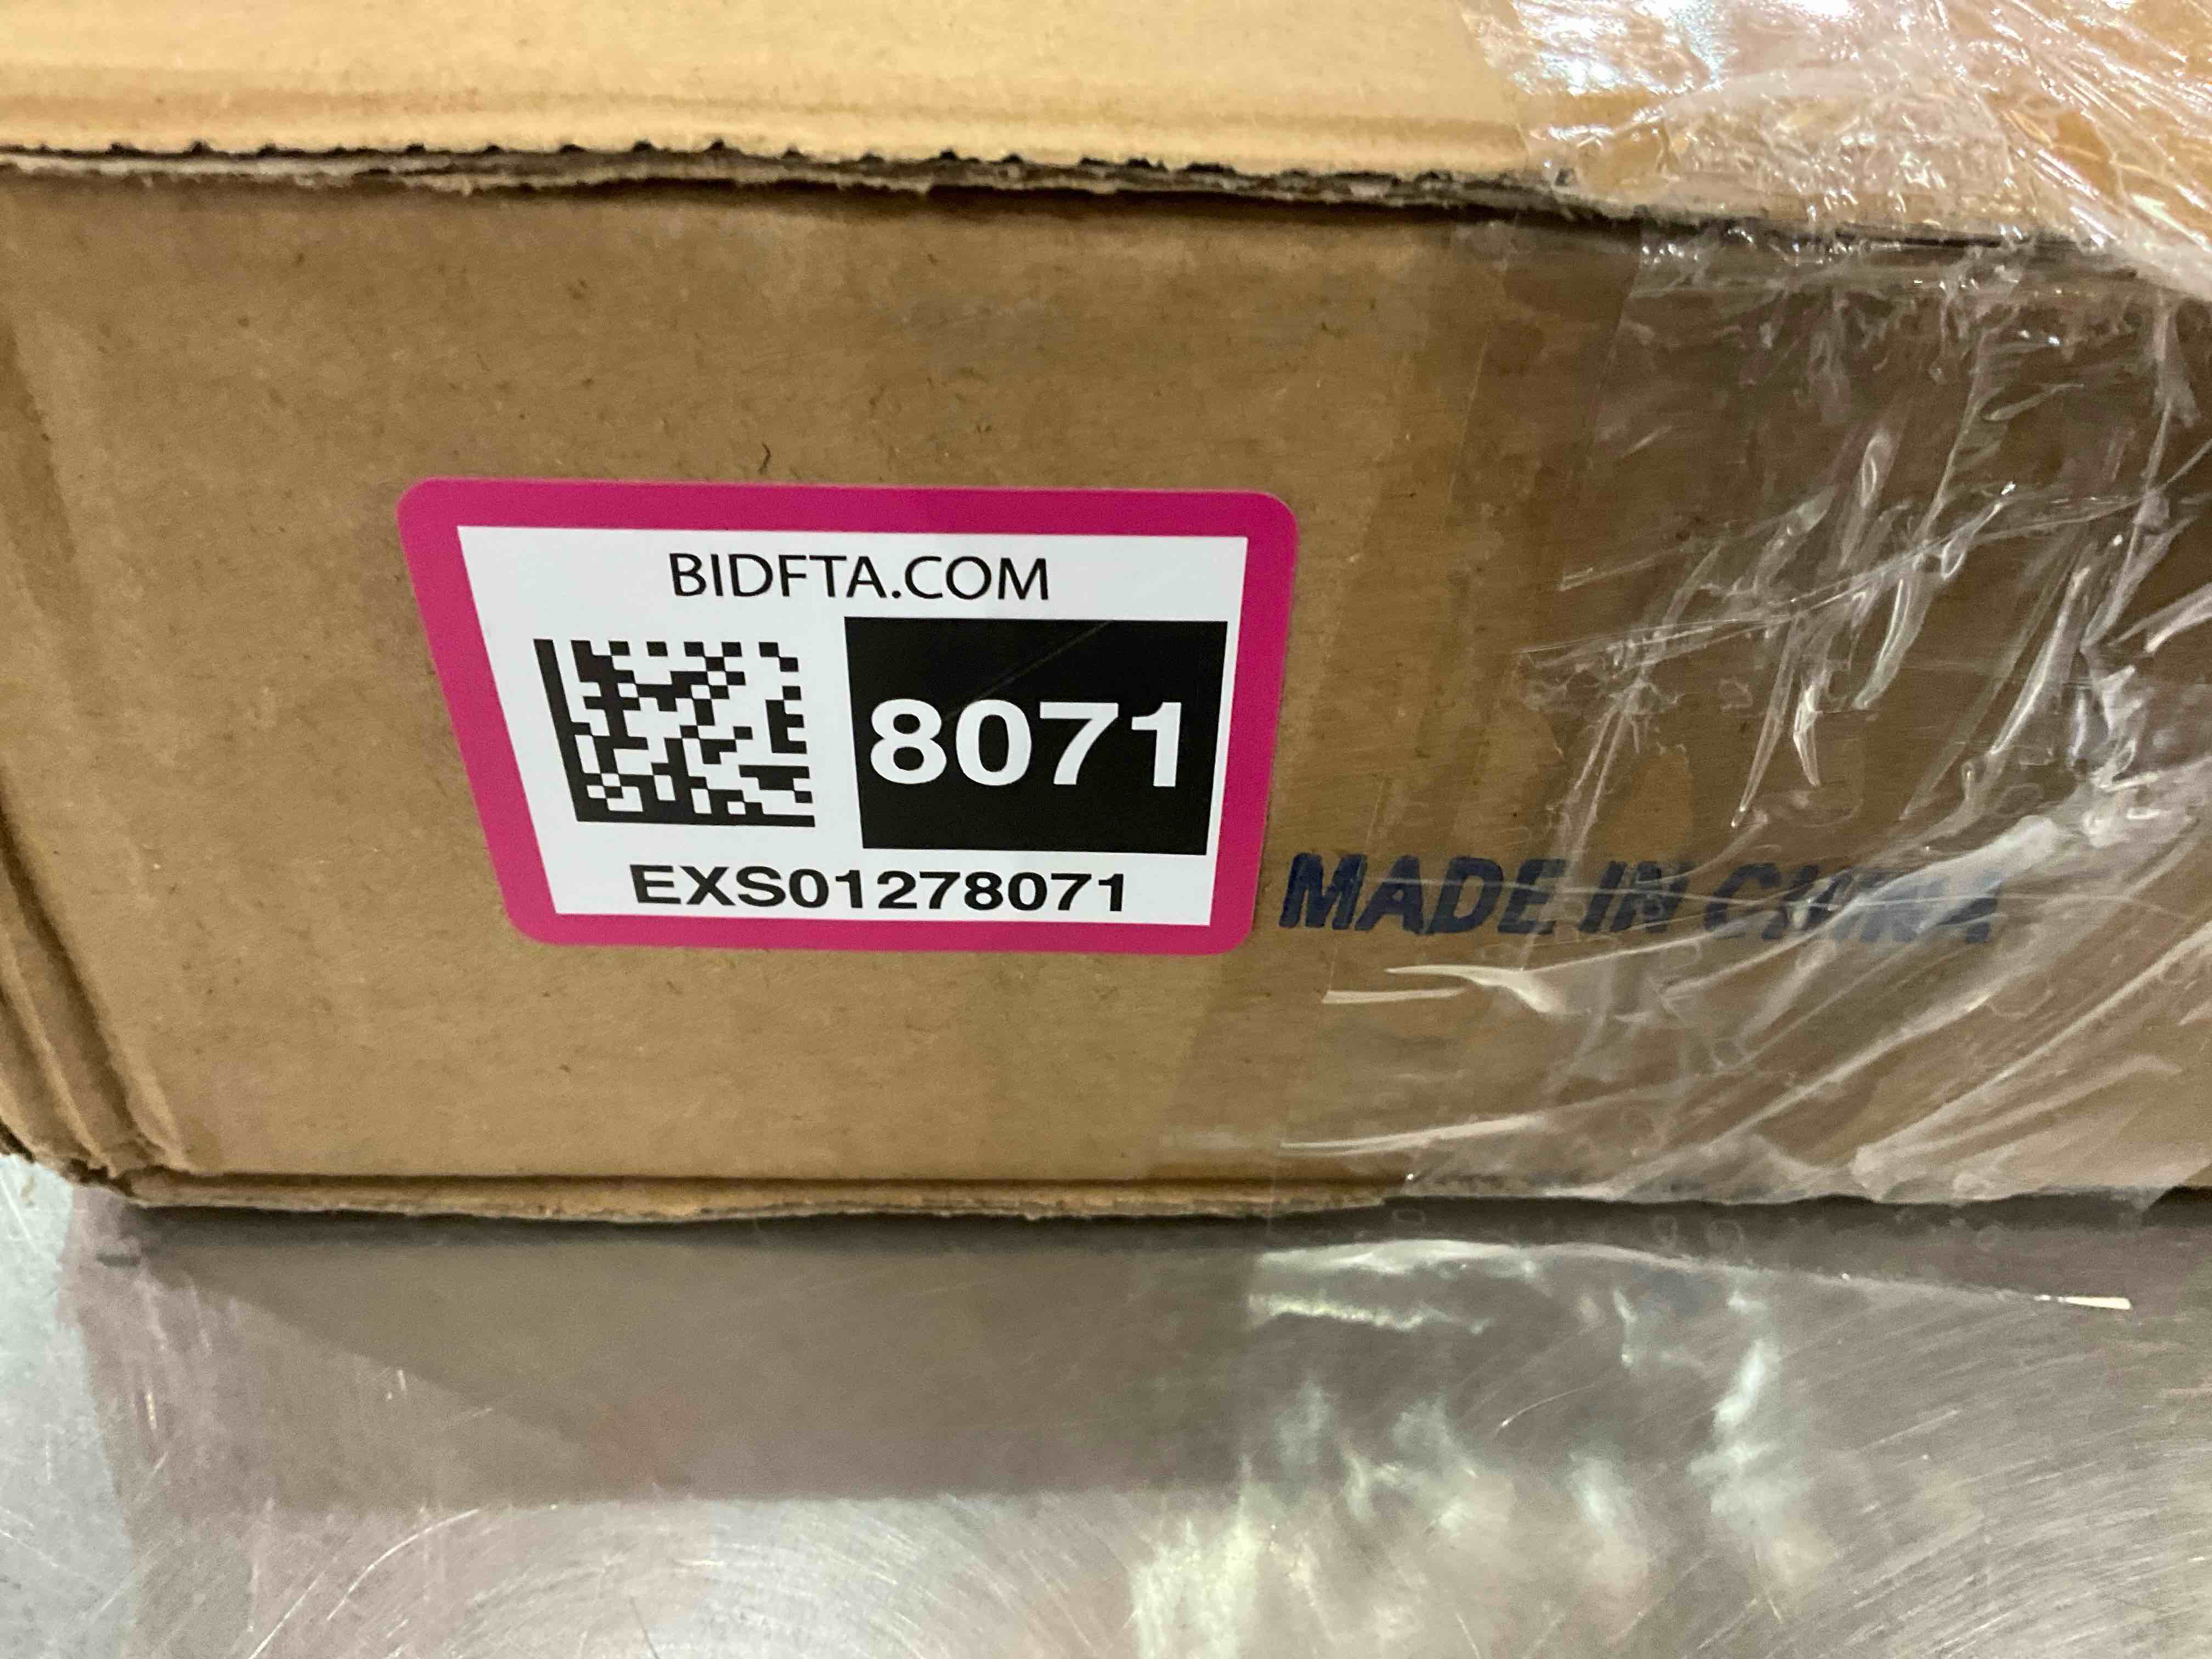 BIDFTA.COM
8071
EXS01278071
MADE IN CHINA